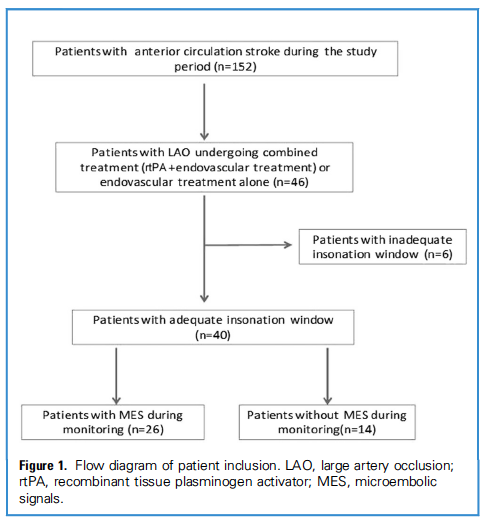 Patients with anterior circulation stroke during the study
period (n=152)
Patients with LAO undergoing combined
treatment (rtPA+endovascular treatment) or
endovascular treatment alone (n=46)
Patients with inadequate
insonation window (n=6)
Patients with adequate insonation window
(n=40)
Patients with MES during
monitoring (n=26)
Patients without MES during
monitoring(n=14)
Figure 1. Flow diagram of patient inclusion. LAO, large artery occlusion;
rtPA, recombinant tissue plasminogen activator; MES, microembolic
signals.